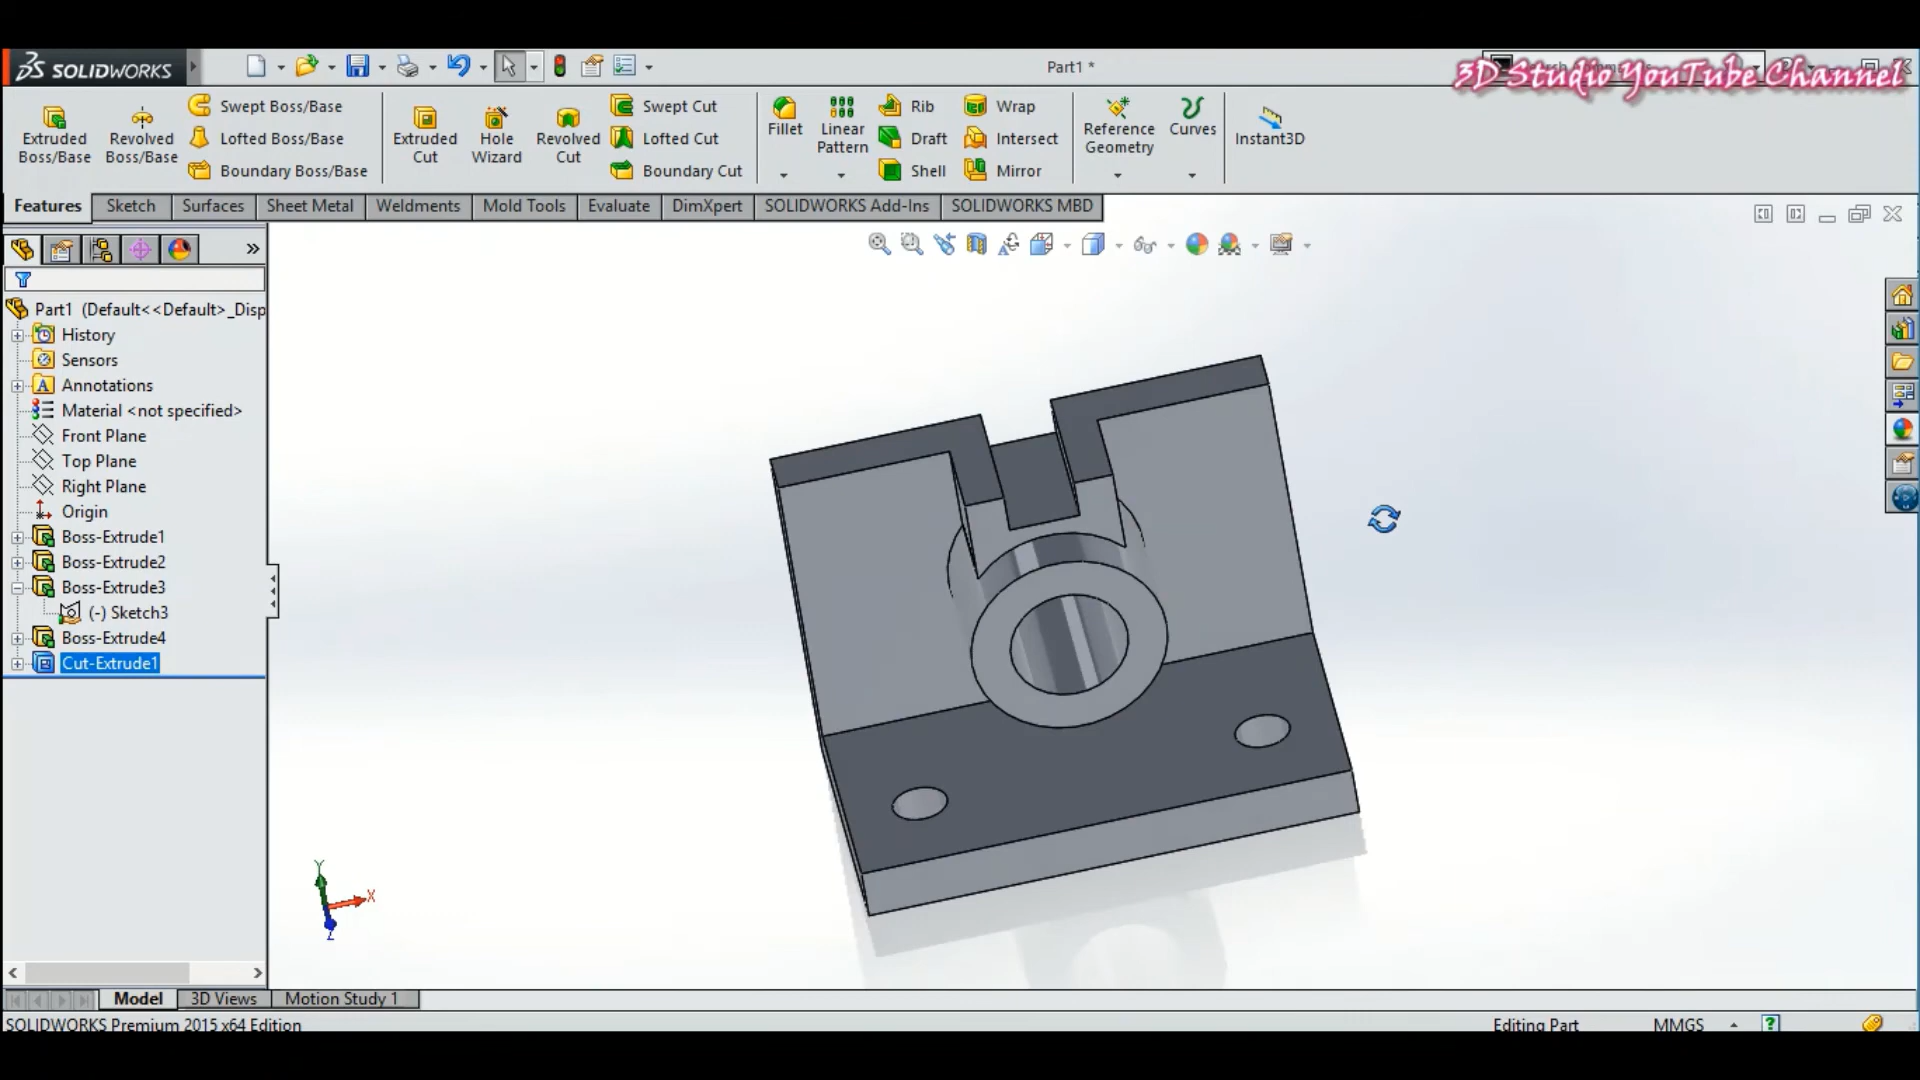 SOLIDWORKS
Part1 *
3D Studio YouTube Channel
Extruded Boss/Base
Revolved Boss/Base
Swept Boss/Base
Lofted Boss/Base
Boundary Boss/Base
Extruded Cut
Hole Wizard
Revolved Cut
Swept Cut
Lofted Cut
Boundary Cut
Fillet
Linear Pattern
Rib
Draft
Shell
Wrap
Intersect
Mirror
Reference Geometry
Curves
Instant3D
Features
Sketch
Surfaces
Sheet Metal
Weldments
Mold Tools
Evaluate
DimXpert
SOLIDWORKS Add-Ins
SOLIDWORKS MBD
Part1 (Default<<Default>_Disp
History
Sensors
A Annotations
Material <not specified>
Front Plane
Top Plane
Right Plane
Origin
Boss-Extrude1
Boss-Extrude2
Boss-Extrude3
(-) Sketch3
Boss-Extrude4
Cut-Extrude1
Y
X
Z
Model
3D Views
Motion Study 1
SOLIDWORKS Premium 2015 x64 Edition
Editing Part
MMGS
?